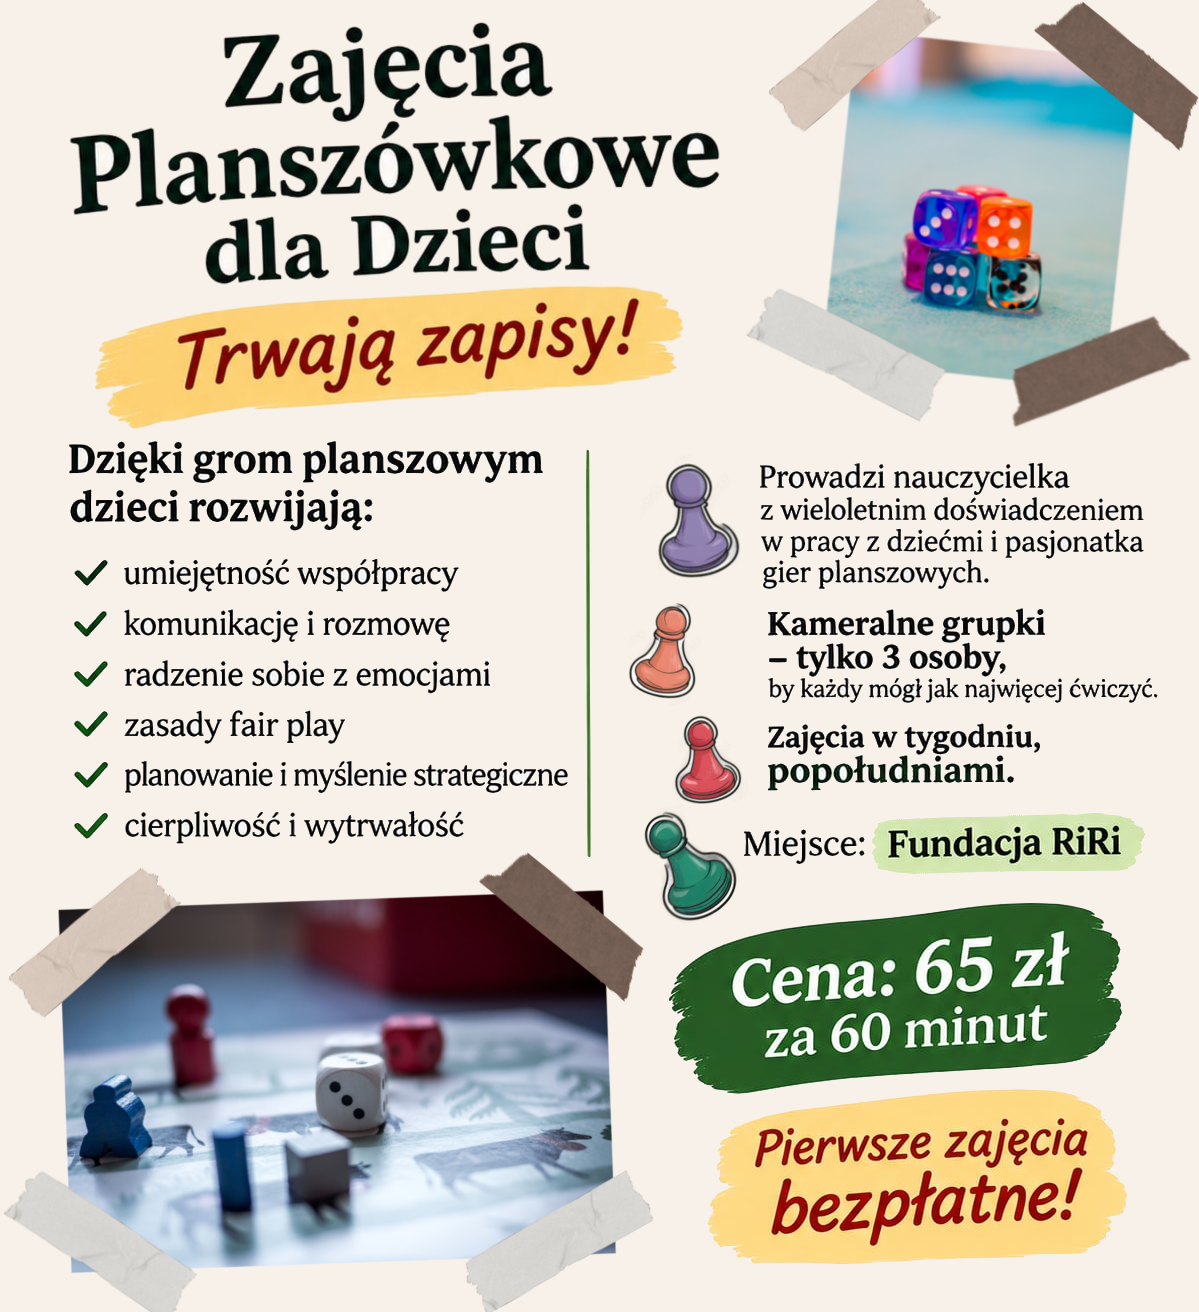 Zajęcia
Planszówkowe
dla Dzieci
Trwają zapisy!
Dzięki grom planszowym
dzieci rozwijają:
umiejętność współpracy
komunikację i rozmowę
radzenie sobie z emocjami
zasady fair play
planowanie i myślenie strategiczne
cierpliwość i wytrwałość
Prowadzi nauczycielka
z wieloletnim doświadczeniem
w pracy z dziećmi i pasjonatka
gier planszowych.
Kameralne grupki
– tylko 3 osoby,
by każdy mógł jak najwięcej ćwiczyć.
Zajęcia w tygodniu,
popołudniami.
Miejsce: Fundacja RiRi
Cena: 65 zł
za 60 minut
Pierwsze zajęcia
bezpłatne!